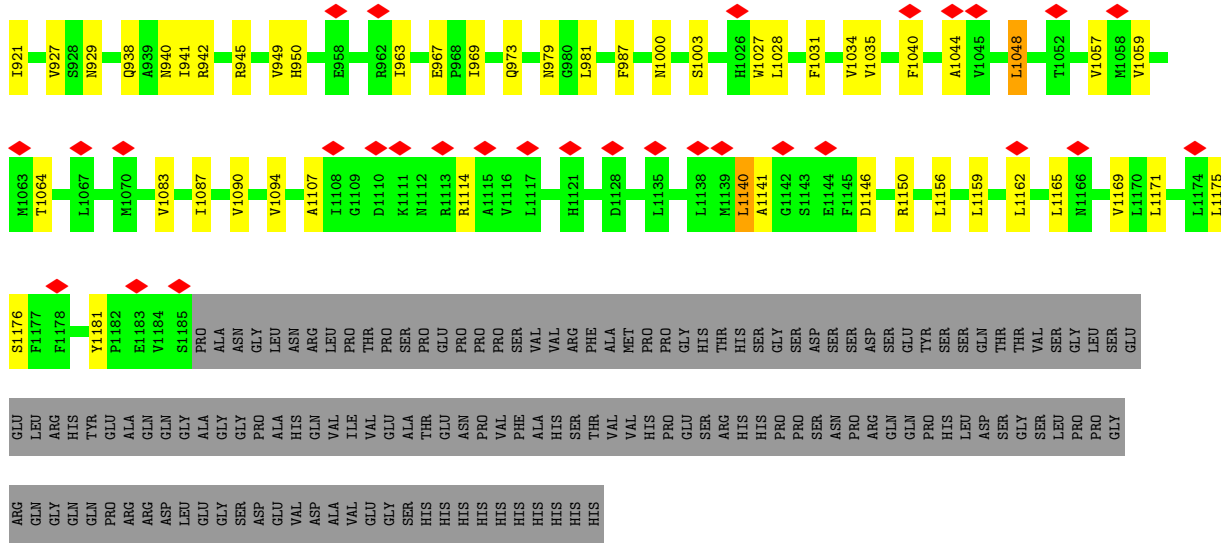 I921 V927 S928 N929 Q938 A939 N940 I941 R942 R945 V949 H950 E958 R962 I963 E967 P968 I969 Q973 N979 G980 L981 F987 N1000 S1003 H1026 W1027 L1028 F1031 V1034 V1035 F1040 A1044 V1045 L1048 T1052 V1057 M1058 V1059
M1063 T1064 L1067 M1070 V1083 I1087 V1090 V1094 A1107 I1108 G1109 D1110 K1111 N1112 R1113 R1114 A1115 V1116 L1117 H1121 D1128 L1135 L1138 M1139 L1140 A1141 G1142 S1143 E1144 F1145 D1146 R1150 L1156 L1159 L1162 L1165 N1166 V1169 L1170 L1171 L1174 L1175
S1176 F1177 F1178 Y1181 P1182 E1183 V1184 S1185 PRO ALA ASN GLY LEU ASN ARG LEU PRO THR PRO SER PRO GLU PRO PRO PRO SER VAL VAL ARG PHE ALA MET PRO PRO GLY HIS THR HIS SER GLY SER ASP SER SER ASP SER GLU TYR SER SER GLN THR THR VAL SER GLY LEU SER GLU
GLU LEU ARG HIS TYR GLU ALA GLN GLN GLY ALA GLY GLY PRO ALA HIS GLN VAL ILE VAL GLU ALA THR GLU ASN PRO VAL PHE ALA HIS SER THR VAL VAL HIS PRO GLU SER ARG HIS HIS PRO PRO SER ASN PRO ARG GLN GLN PRO HIS LEU ASP SER GLY SER LEU PRO PRO GLY
ARG GLN GLY GLN GLN PRO ARG ARG ASP LEU GLU GLY SER ASP GLU VAL ASP ALA VAL GLU GLY SER HIS HIS HIS HIS HIS HIS HIS HIS HIS HIS